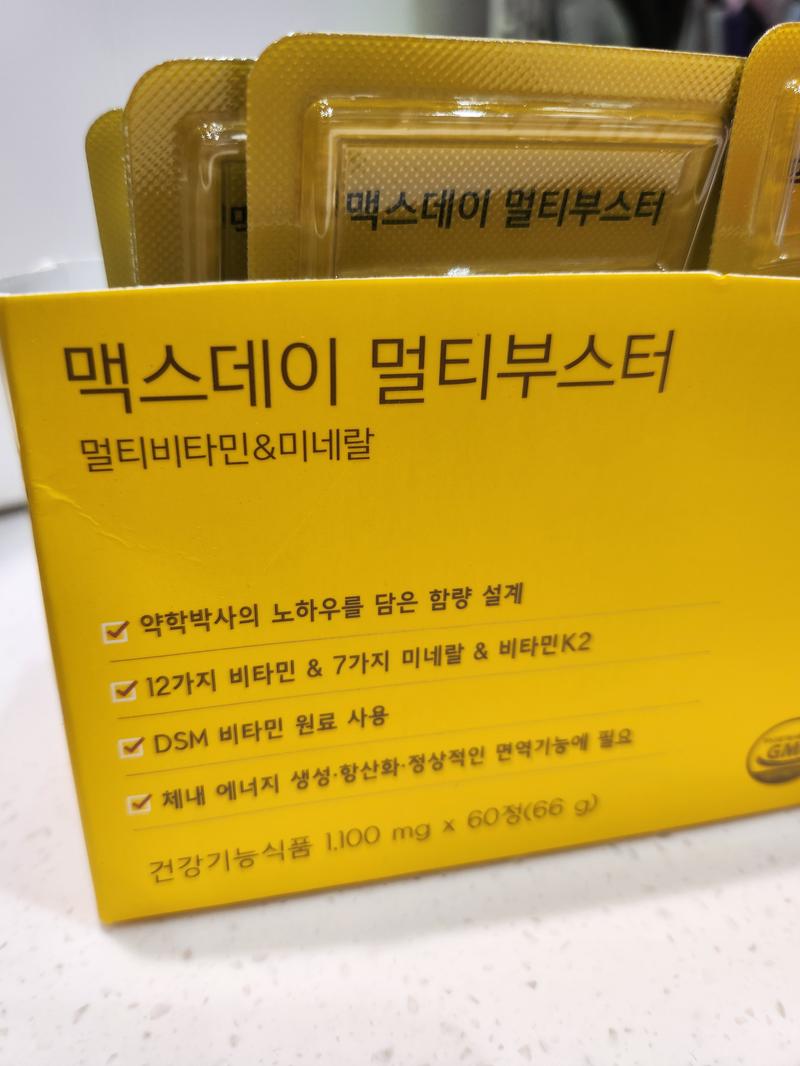 맥스데이 멀티부스터
맥스데이 멀티부스터
멀티비타민&미네랄
약학박사의 노하우를 담은 함량 설계
12가지 비타민 & 7가지 미네랄 & 비타민K2
DSM 비타민 원료 사용
체내 에너지 생성·항산화·정상적인 면역기능에 필요
건강기능식품 1,100 mg x 60정(66 g)
GM